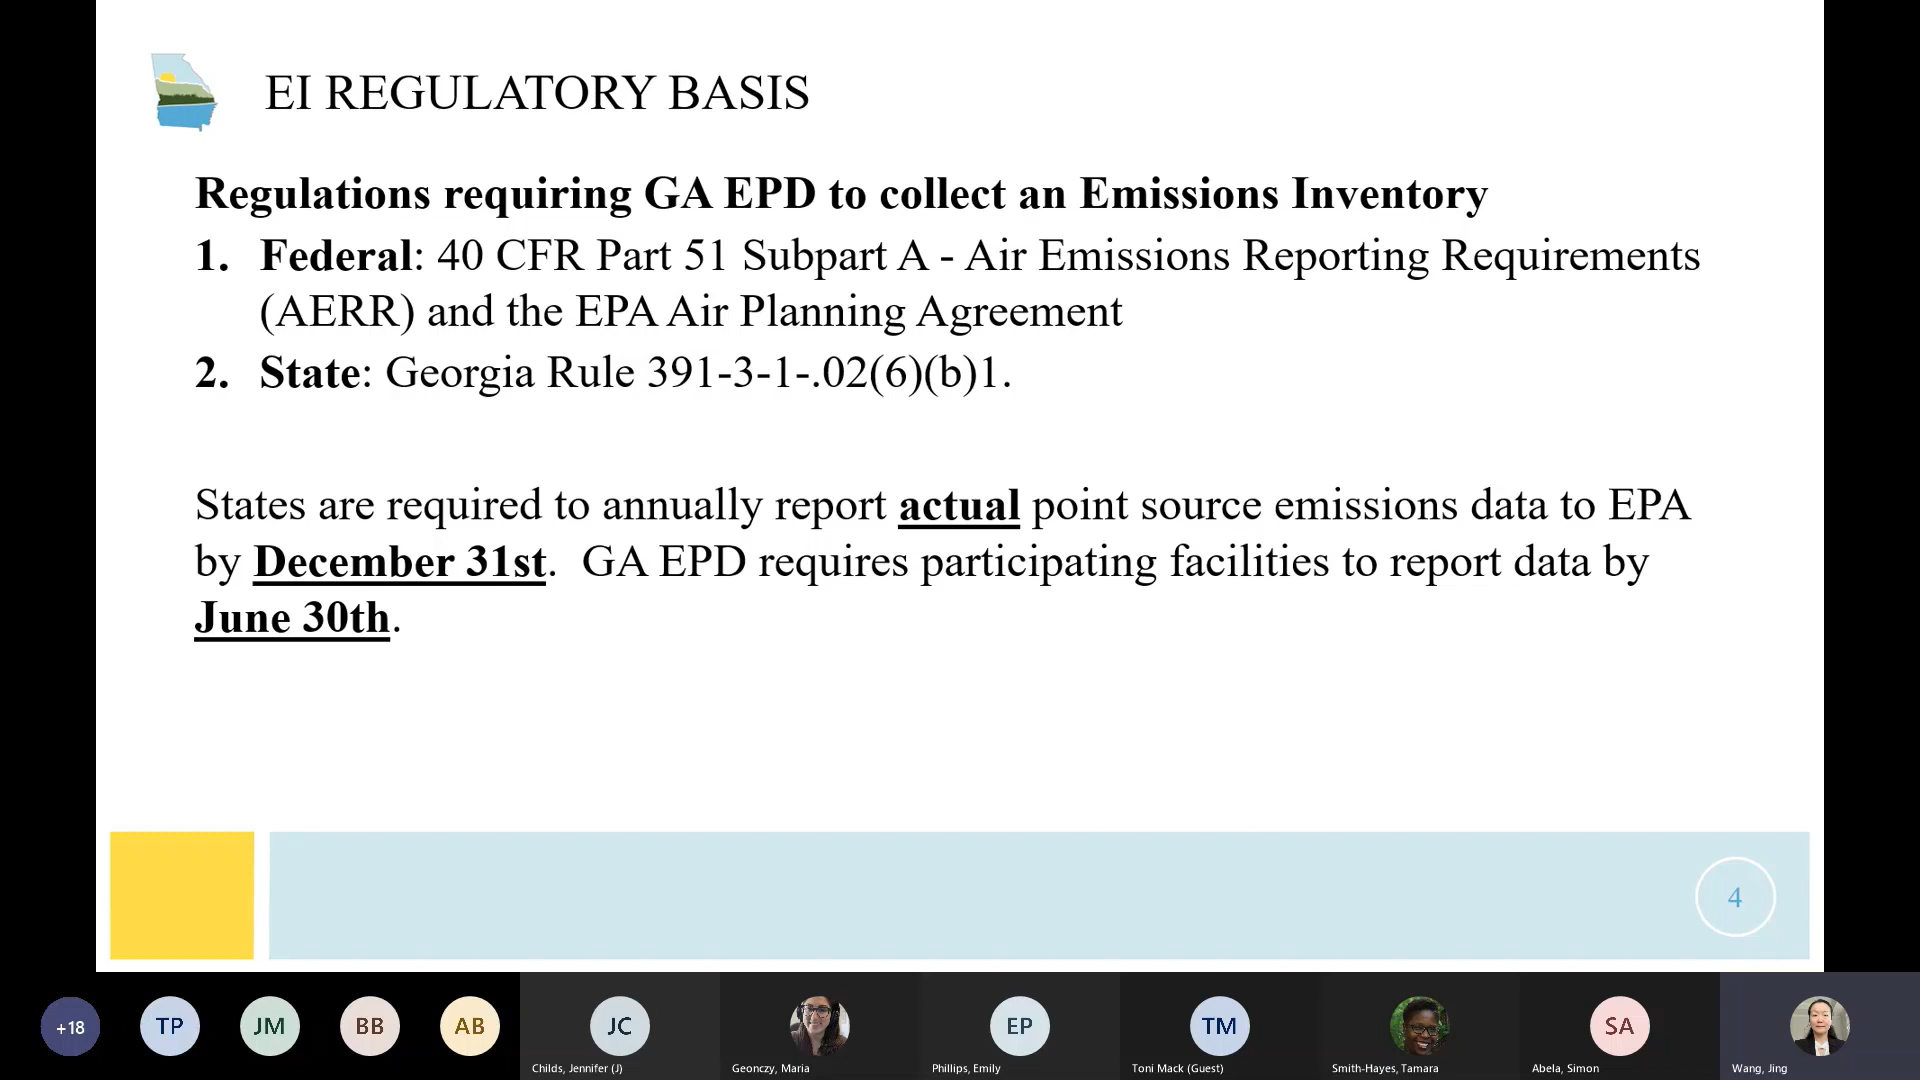 EI REGULATORY BASIS
Regulations requiring GA EPD to collect an Emissions Inventory
1. Federal: 40 CFR Part 51 Subpart A - Air Emissions Reporting Requirements
(AERR) and the EPA Air Planning Agreement
2. State: Georgia Rule 391-3-1-.02(6)(b)1.
States are required to annually report actual point source emissions data to EPA
by December 31st. GA EPD requires participating facilities to report data by
June 30th.
4
+18 TP JM BB AB JC EP TM SA
Childs, Jennifer (J) Geonczy, Maria Phillips, Emily Toni Mack (Guest) Smith-Hayes, Tamara Abela, Simon Wang, Jing